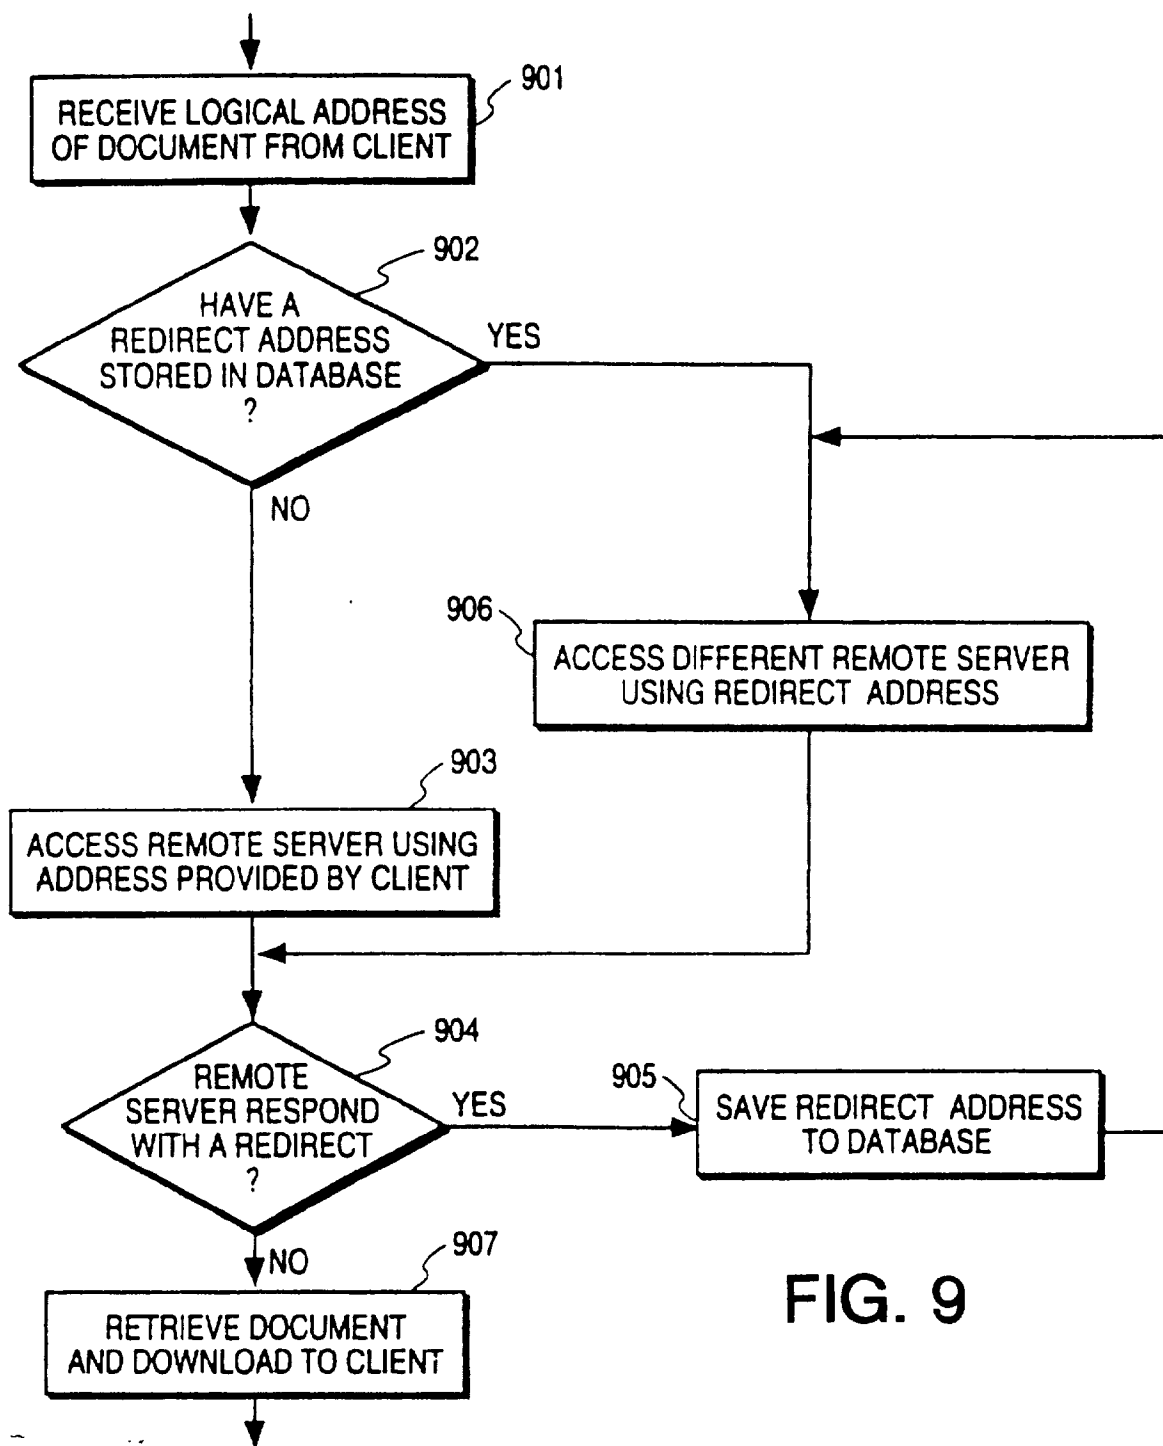 901
RECEIVE LOGICAL ADDRESS
OF DOCUMENT FROM CLIENT
902
HAVE A
REDIRECT ADDRESS
STORED IN DATABASE
?
YES
NO
906
ACCESS DIFFERENT REMOTE SERVER
USING REDIRECT ADDRESS
903
ACCESS REMOTE SERVER USING
ADDRESS PROVIDED BY CLIENT
904
REMOTE
SERVER RESPOND
WITH A REDIRECT
?
YES
905
SAVE REDIRECT ADDRESS
TO DATABASE
NO
907
RETRIEVE DOCUMENT
AND DOWNLOAD TO CLIENT
FIG. 9